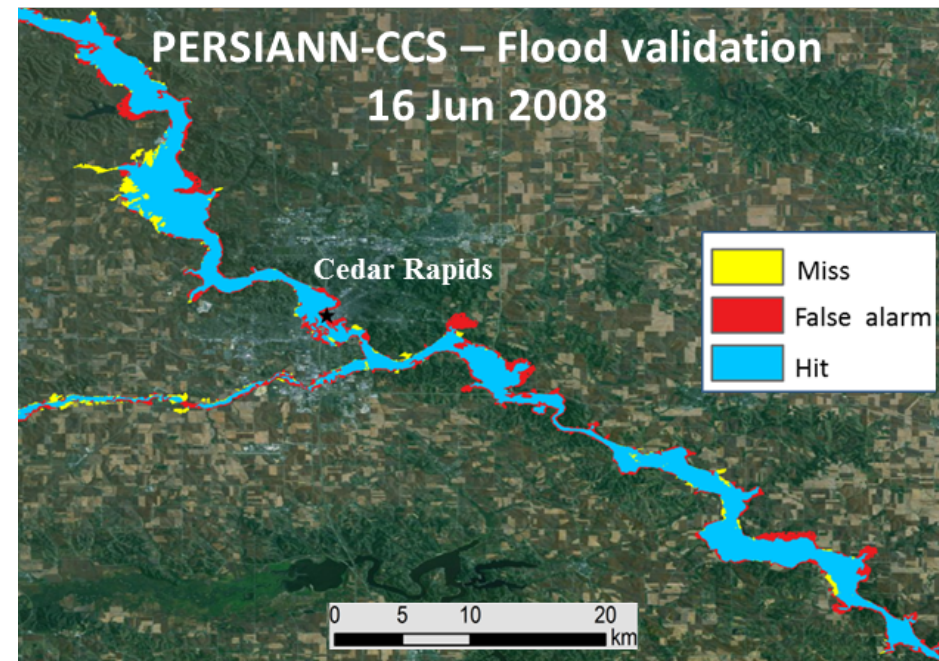 PERSIANN-CCS – Flood validation
16 Jun 2008
Cedar Rapids
Miss
False alarm
Hit
0 5 10 20
km